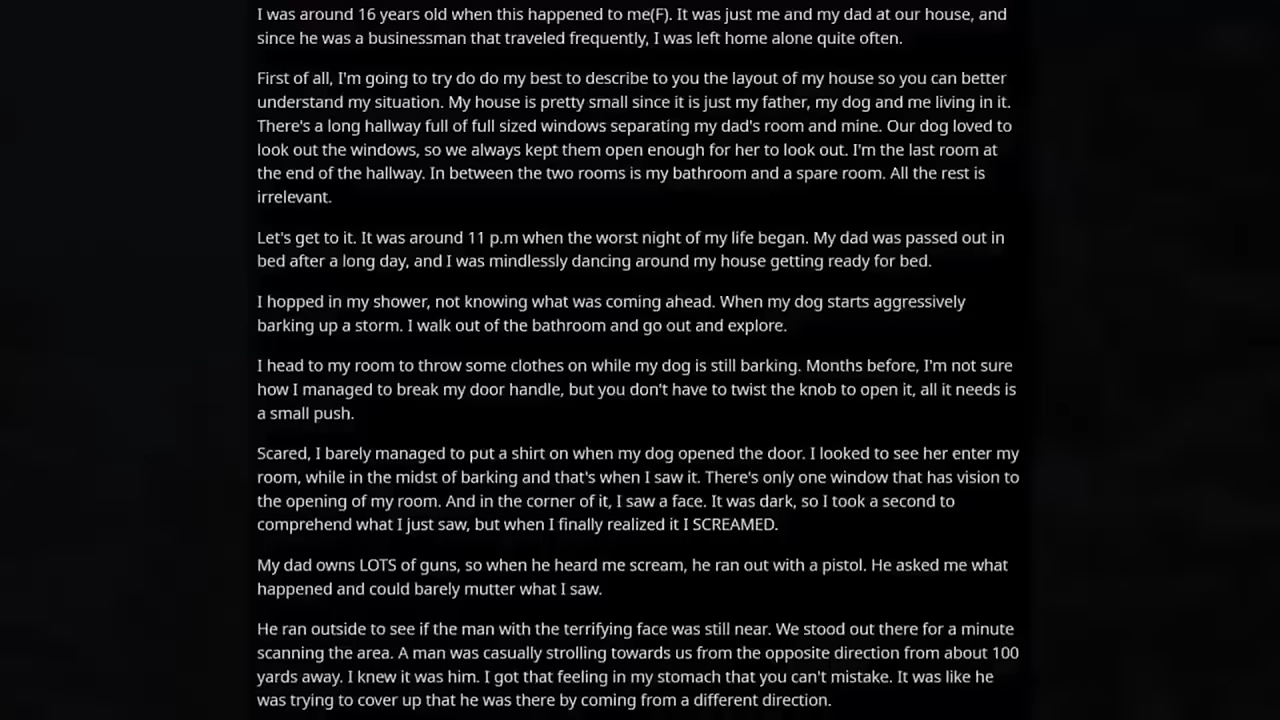 I was around 16 years old when this happened to me(F). It was just me and my dad at our house, and
since he was a businessman that traveled frequently, I was left home alone quite often.
First of all, I'm going to try do do my best to describe to you the layout of my house so you can better
understand my situation. My house is pretty small since it is just my father, my dog and me living in it.
There's a long hallway full of full sized windows separating my dad's room and mine. Our dog loved to
look out the windows, so we always kept them open enough for her to look out. I'm the last room at
the end of the hallway. In between the two rooms is my bathroom and a spare room. All the rest is
irrelevant.
Let's get to it. It was around 11 p.m when the worst night of my life began. My dad was passed out in
bed after a long day, and I was mindlessly dancing around my house getting ready for bed.
I hopped in my shower, not knowing what was coming ahead. When my dog starts aggressively
barking up a storm. I walk out of the bathroom and go out and explore.
I head to my room to throw some clothes on while my dog is still barking. Months before, I'm not sure
how I managed to break my door handle, but you don't have to twist the knob to open it, all it needs is
a small push.
Scared, I barely managed to put a shirt on when my dog opened the door. I looked to see her enter my
room, while in the midst of barking and that's when I saw it. There's only one window that has vision to
the opening of my room. And in the corner of it, I saw a face. It was dark, so I took a second to
comprehend what I just saw, but when I finally realized it I SCREAMED.
My dad owns LOTS of guns, so when he heard me scream, he ran out with a pistol. He asked me what
happened and could barely mutter what I saw.
He ran outside to see if the man with the terrifying face was still near. We stood out there for a minute
scanning the area. A man was casually strolling towards us from the opposite direction from about 100
yards away. I knew it was him. I got that feeling in my stomach that you can't mistake. It was like he
was trying to cover up that he was there by coming from a different direction.